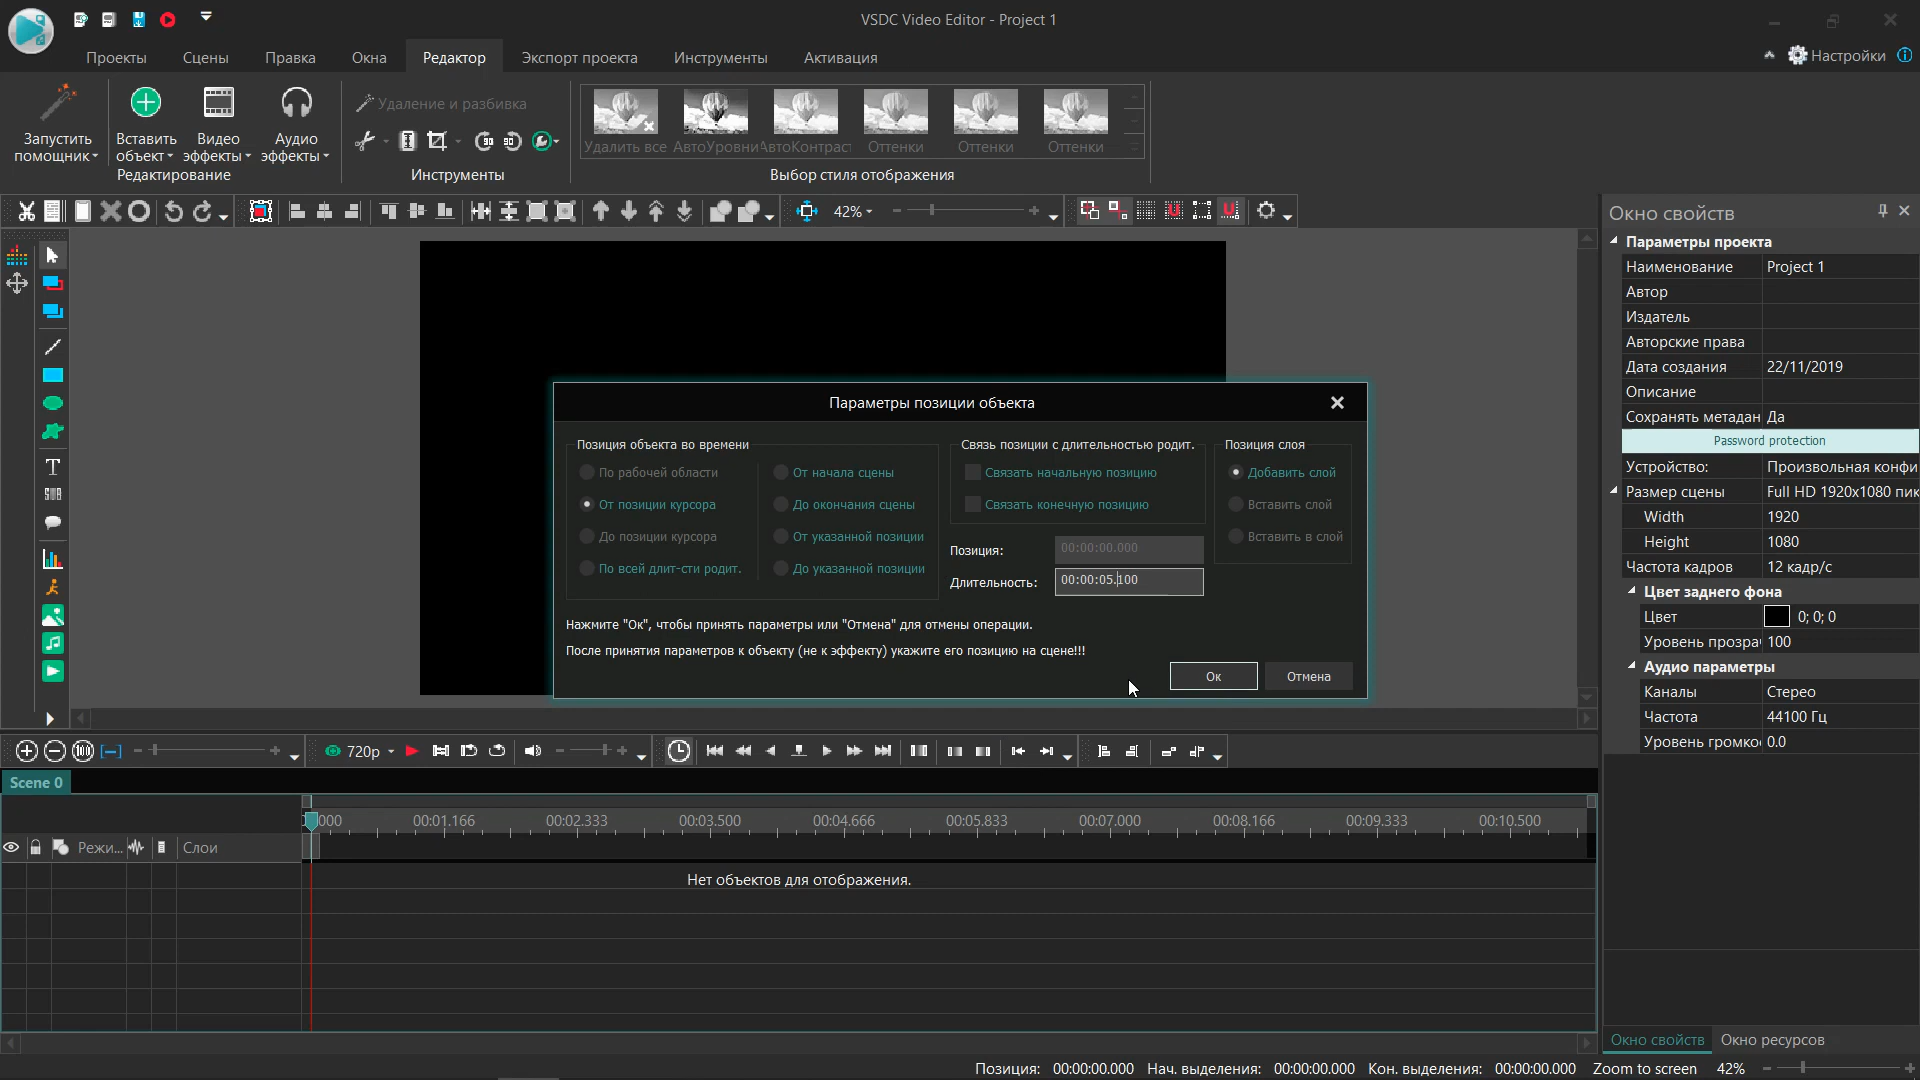 VSDC Video Editor - Project 1
Проекты
Сцены
Правка
Окна
Редактор
Экспорт проекта
Инструменты
Активация
Настройки
Запустить
помощник
Вставить
объект
Видео
эффекты
Аудио
эффекты
Редактирование
Удаление и разбивка
Инструменты
Удалить все
АвтоУровни
АвтоКонтраст
Оттенки
Оттенки
Оттенки
Выбор стиля отображения
42%
Окно свойств
Параметры проекта
Наименование Project 1
Автор
Издатель
Авторские права
Дата создания 22/11/2019
Описание
Сохранять метадан Да
Password protection
Устройство: Произвольная конфи
Размер сцены Full HD 1920x1080 пик
Width 1920
Height 1080
Частота кадров 12 кадр/с
Цвет заднего фона
Цвет 0; 0; 0
Уровень прозра 100
Аудио параметры
Каналы Стерео
Частота 44100 Гц
Уровень громко 0.0
Параметры позиции объекта
Позиция объекта во времени
По рабочей области
От позиции курсора
До позиции курсора
По всей длит-сти родит.
От начала сцены
До окончания сцены
От указанной позиции
До указанной позиции
Связь позиции с длительностью родит.
Связать начальную позицию
Связать конечную позицию
Позиция: 00:00:00.000
Длительность: 00:00:05.100
Позиция слоя
Добавить слой
Вставить слой
Вставить в слой
Нажмите "Ок", чтобы принять параметры или "Отмена" для отмены операции.
После принятия параметров к объекту (не к эффекту) укажите его позицию на сцене!!!
Ок
Отмена
720p
Scene 0
000 00:01.166 00:02.333 00:03.500 00:04.666 00:05.833 00:07.000 00:08.166 00:09.333 00:10.500
Режи... Слои
Нет объектов для отображения.
Окно свойств
Окно ресурсов
Позиция: 00:00:00.000 Нач. выделения: 00:00:00.000 Кон. выделения: 00:00:00.000 Zoom to screen 42%